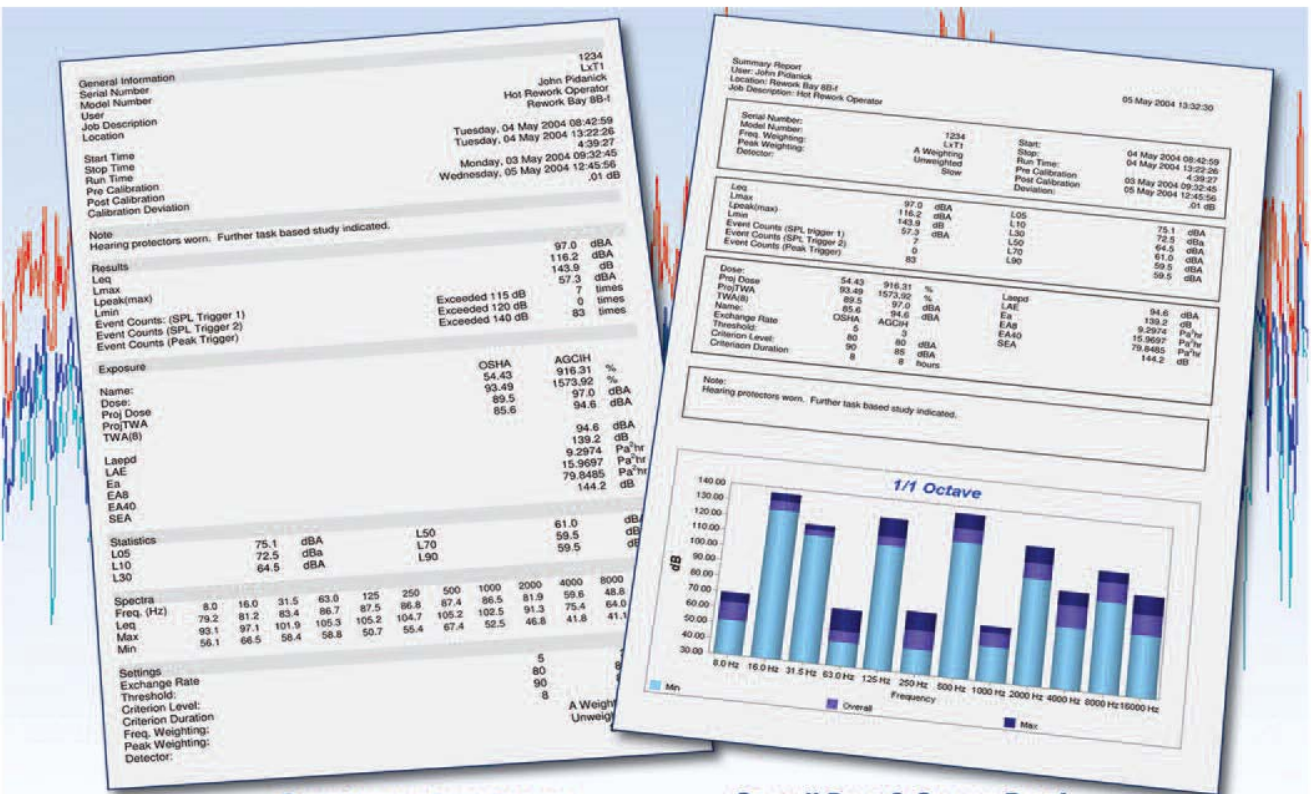 General Information
Serial Number 1234
Model Number LxT1
User John Pidanick
Job Description Hot Rework Operator
Location Rework Bay 8B-f
Start Time Tuesday, 04 May 2004 08:42:59
Stop Time Tuesday, 04 May 2004 13:22:26
Run Time 4:39:27
Pre Calibration Monday, 03 May 2004 09:32:45
Post Calibration Wednesday, 05 May 2004 12:45:56
Calibration Deviation .01 dB
Note
Hearing protectors worn. Further task based study indicated.
Results
Leq 97.0 dBA
Lmax 116.2 dBA
Lpeak(max) 143.9 dB
Lmin 57.3 dBA
Event Counts: (SPL Trigger 1) Exceeded 115 dB 7 times
Event Counts (SPL Trigger 2) Exceeded 120 dB 0 times
Event Counts (Peak Trigger) Exceeded 140 dB 83 times
Exposure
Name: OSHA AGCIH
Dose: 54.43 916.31 %
Proj Dose 93.49 1573.92 %
ProjTWA 89.5 97.0 dBA
TWA(8) 85.6 94.6 dBA
Laepd 94.6 dBA
LAE 139.2 dB
Ea 9.2974 Pa²hr
EA8 15.9697 Pa²hr
EA40 79.8485 Pa²hr
SEA 144.2 dB
Statistics
L05 75.1 dBA L50 61.0 dB
L10 72.5 dBa L70 59.5 dB
L30 64.5 dBA L90 59.5 dB
Spectra
Freq. (Hz) 8.0 16.0 31.5 63.0 125 250 500 1000 2000 4000 8000
Leq 79.2 81.2 83.4 86.7 87.5 86.8 87.4 86.5 81.9 59.6 48.8
Max 93.1 97.1 101.9 105.3 105.2 104.7 105.2 102.5 91.3 75.4 64.0
Min 56.1 66.5 58.4 58.8 50.7 55.4 67.4 52.5 46.8 41.8 41.1
Settings
Exchange Rate 5
Threshold: 80
Criterion Level: 90
Criterion Duration 8
Freq. Weighting: A Weight
Peak Weighting: Unweig
Detector:
Summary Report
User: John Pidanick
Location: Rework Bay 8B-f
Job Description: Hot Rework Operator
05 May 2004 13:32:30
Serial Number: 1234 Start: 04 May 2004 08:42:59
Model Number: LxT1 Stop: 04 May 2004 13:22:26
Freq. Weighting: A Weighting Run Time: 4:39:27
Peak Weighting: Unweighted Pre Calibration 03 May 2004 09:32:45
Detector: Slow Post Calibration 05 May 2004 12:45:56
Deviation: .01 dB
Leq 97.0 dBA L05 75.1 dBA
Lmax 116.2 dBA L10 72.5 dBa
Lpeak(max) 143.9 dB L30 64.5 dBA
Lmin 57.3 dBA L50 61.0 dBA
Event Counts (SPL trigger 1) 7 L70 59.5 dBA
Event Counts (SPL Trigger 2) 0 L90 59.5 dBA
Event Counts (Peak Trigger) 83
Dose: 54.43 916.31 % Laepd 94.6 dBA
Proj Dose 93.49 1573.92 % LAE 139.2 dB
ProjTWA 89.5 97.0 dBA Ea 9.2974 Pa²hr
TWA(8) 85.6 94.6 dBA EA8 15.9697 Pa²hr
Name: OSHA AGCIH EA40 79.8485 Pa²hr
Exchange Rate 5 3 SEA 144.2 dB
Threshold: 80 80 dBA
Criterion Level: 90 85 dBA
Criteriaon Duration 8 8 hours
Note:
Hearing protectors worn. Further task based study indicated.
1/1 Octave
140.00
130.00
120.00
110.00
100.00
90.00
80.00
70.00
60.00
50.00
40.00
30.00
dB
8.0 Hz 16.0 Hz 31.5 Hz 63.0 Hz 125 Hz 250 Hz 500 Hz 1000 Hz 2000 Hz 4000 Hz 8000 Hz 16000 Hz
Frequency
Min Overall Max